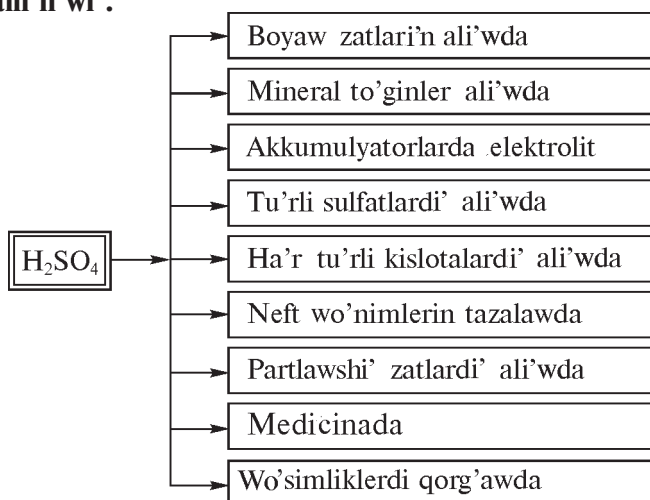 Boyaw zatlari'n ali'wda
Mineral to'ginler ali'wda
Akkumulyatorlarda elektrolit
Tu'rli sulfatlardi' ali'wda
H₂SO₄
Ha'r tu'rli kislotalardi' ali'wda
Neft wo'nimlerin tazalawda
Partlawshi' zatlardi' ali'wda
Medicinada
Wo'simliklerdi qorg'awda